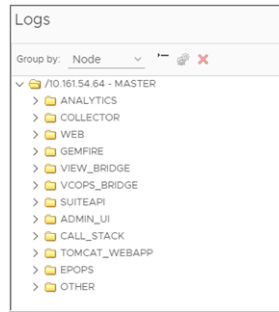 Logs
Group by: Node
/10.161.54.64 - MASTER
ANALYTICS
COLLECTOR
WEB
GEMFIRE
VIEW_BRIDGE
VCOPS_BRIDGE
SUITEAPI
ADMIN_UI
CALL_STACK
TOMCAT_WEBAPP
EPOPS
OTHER